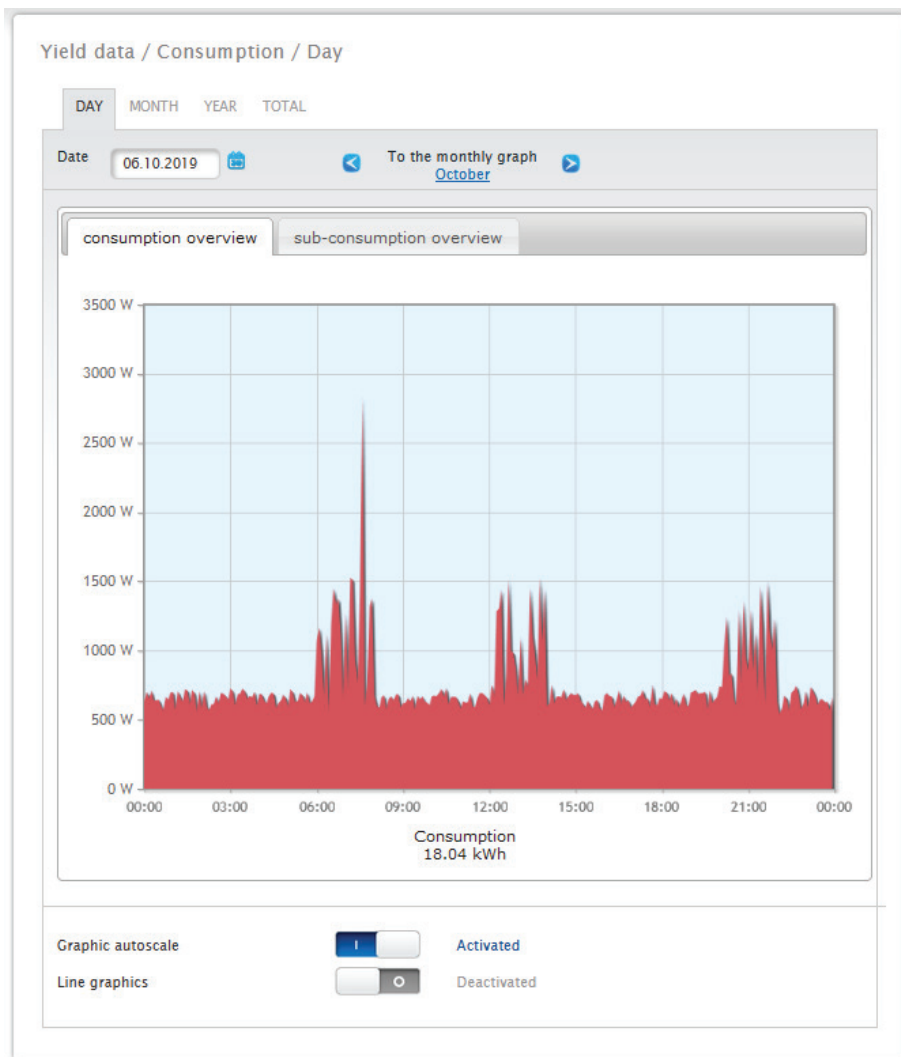 Yield data / Consumption / Day
DAY MONTH YEAR TOTAL
Date 06.10.2019 To the monthly graph
October
consumption overview sub-consumption overview
3500 W
3000 W
2500 W
2000 W
1500 W
1000 W
500 W
0 W
00:00 03:00 06:00 09:00 12:00 15:00 18:00 21:00 00:00
Consumption
18.04 kWh
Graphic autoscale I Activated
Line graphics O Deactivated